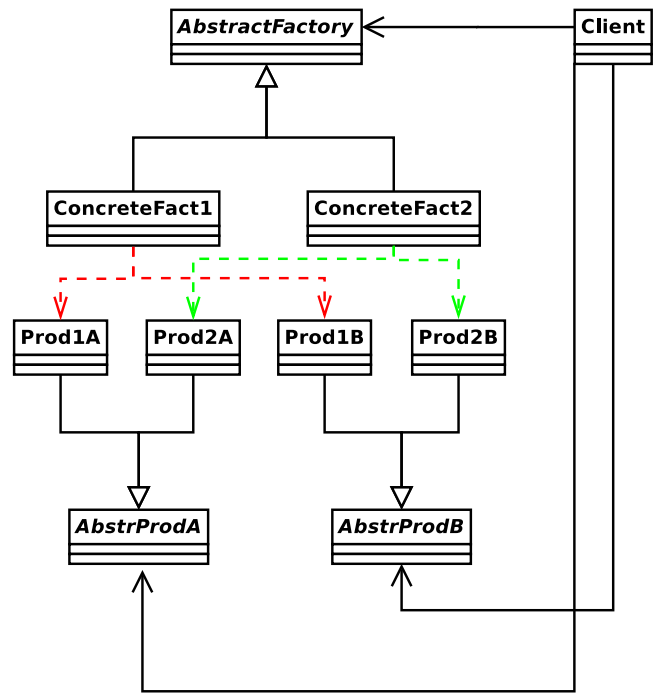 AbstractFactory
Client
ConcreteFact1
ConcreteFact2
Prod1A
Prod2A
Prod1B
Prod2B
AbstrProdA
AbstrProdB